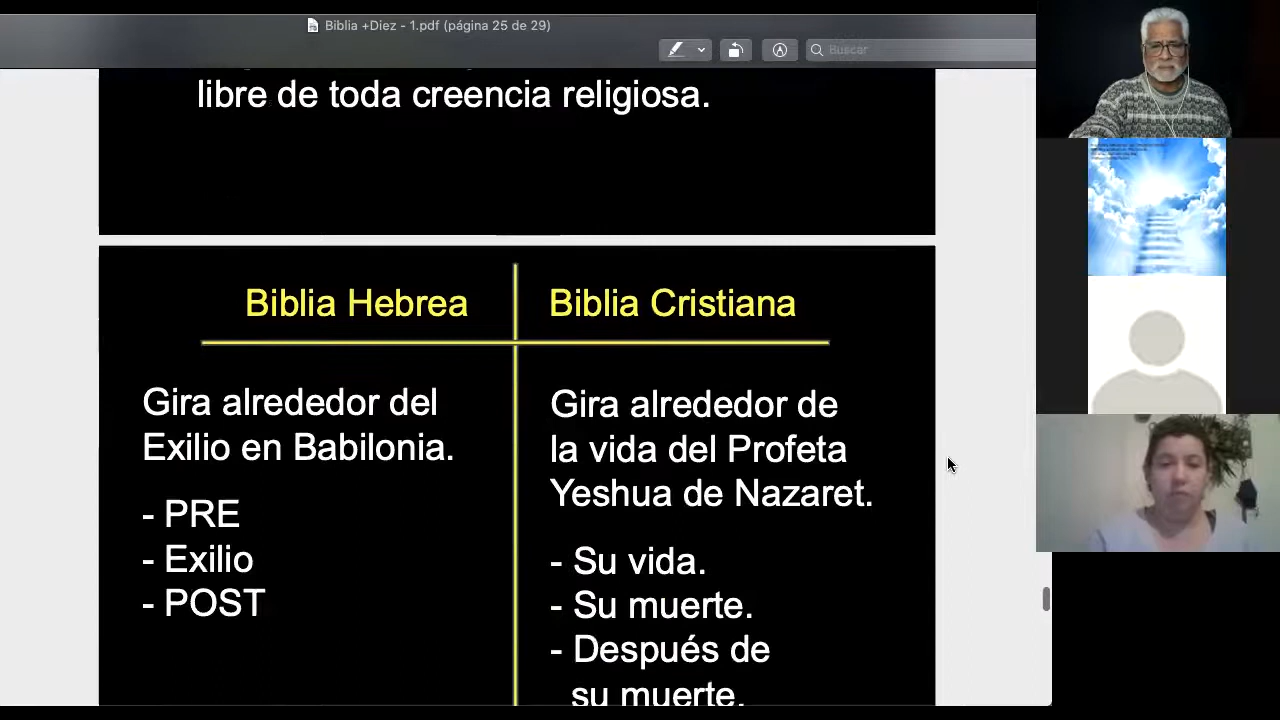 Biblia +Diez - 1.pdf (página 25 de 29)
Buscar
libre de toda creencia religiosa.
Biblia Hebrea
Biblia Cristiana
Gira alrededor del
Exilio en Babilonia.
- PRE
- Exilio
- POST
Gira alrededor de
la vida del Profeta
Yeshua de Nazaret.
- Su vida.
- Su muerte.
- Después de
su muerte.